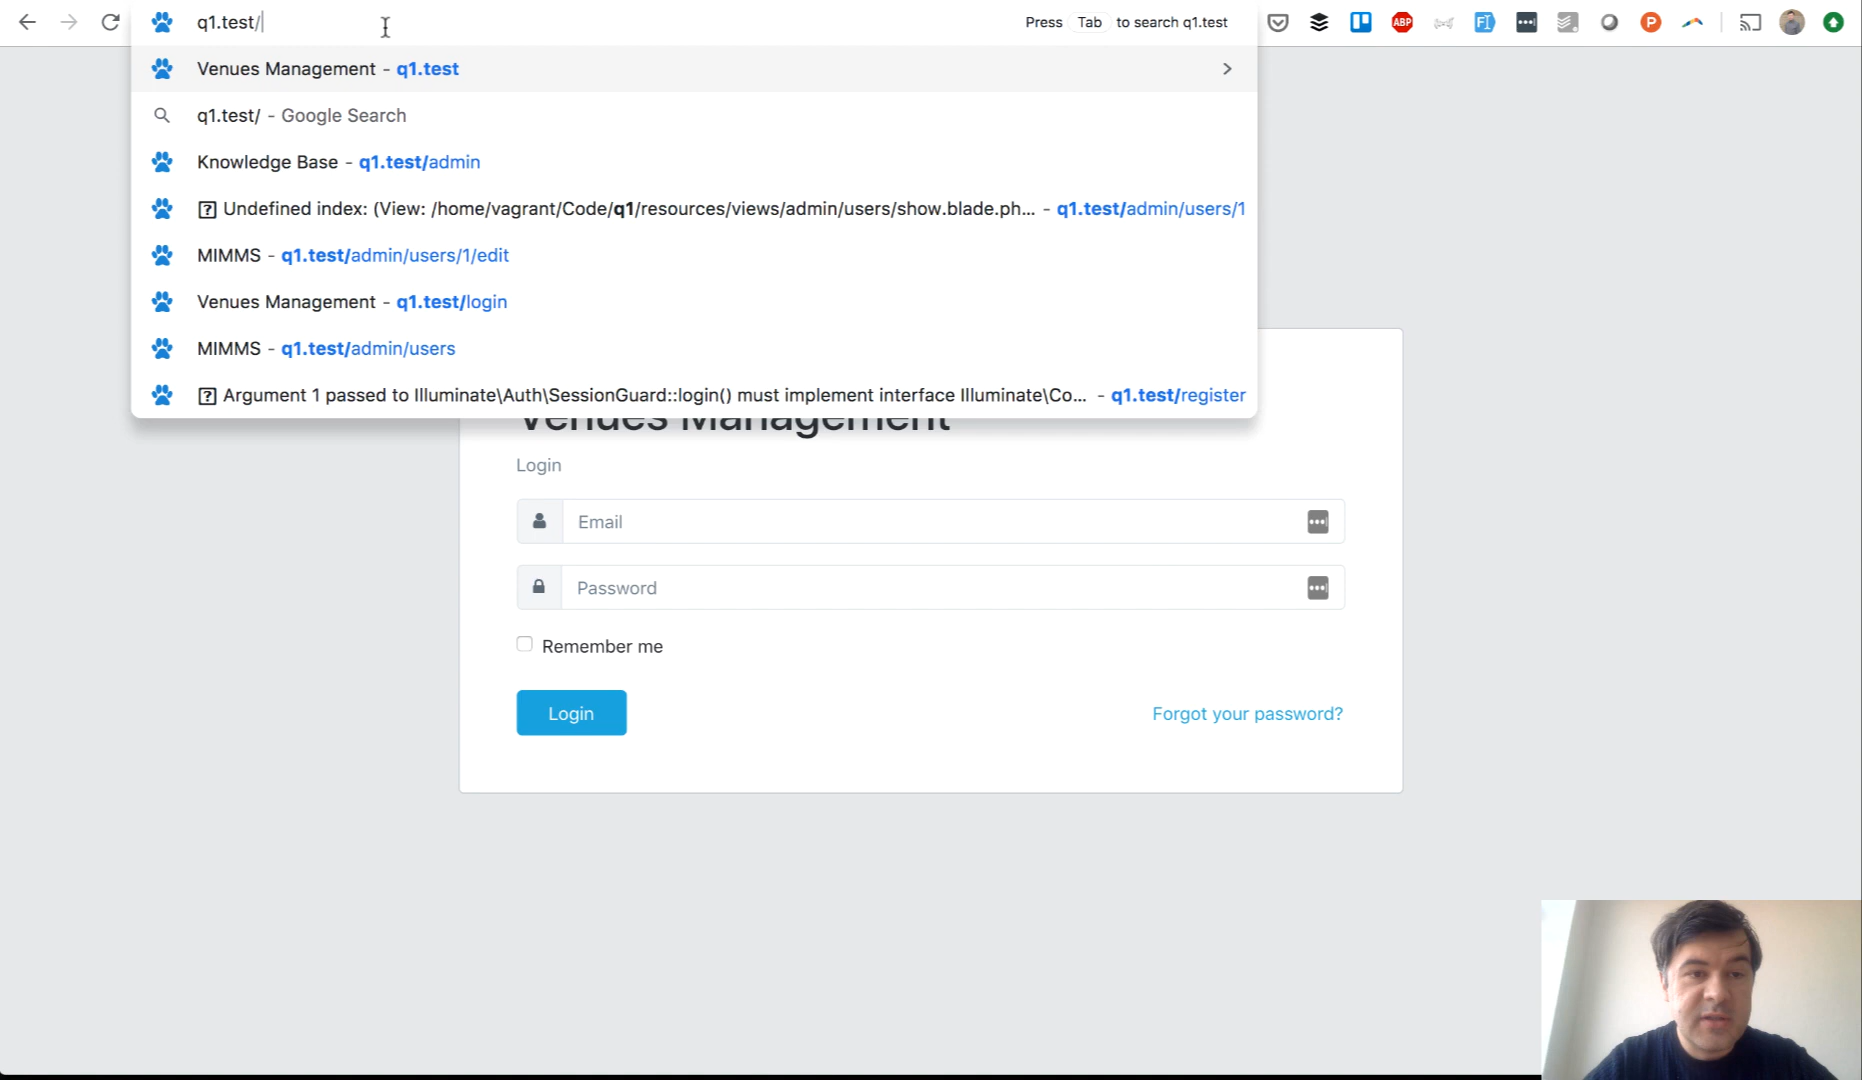 q1.test/
Press Tab to search q1.test
ABP
P
Venues Management - q1.test
q1.test/ - Google Search
Knowledge Base - q1.test/admin
? Undefined index: (View: /home/vagrant/Code/q1/resources/views/admin/users/show.blade.ph... - q1.test/admin/users/1
MIMMS - q1.test/admin/users/1/edit
Venues Management - q1.test/login
MIMMS - q1.test/admin/users
? Argument 1 passed to Illuminate\Auth\SessionGuard::login() must implement interface Illuminate\Co... - q1.test/register
Venues Management
Login
Email
Password
Remember me
Login
Forgot your password?